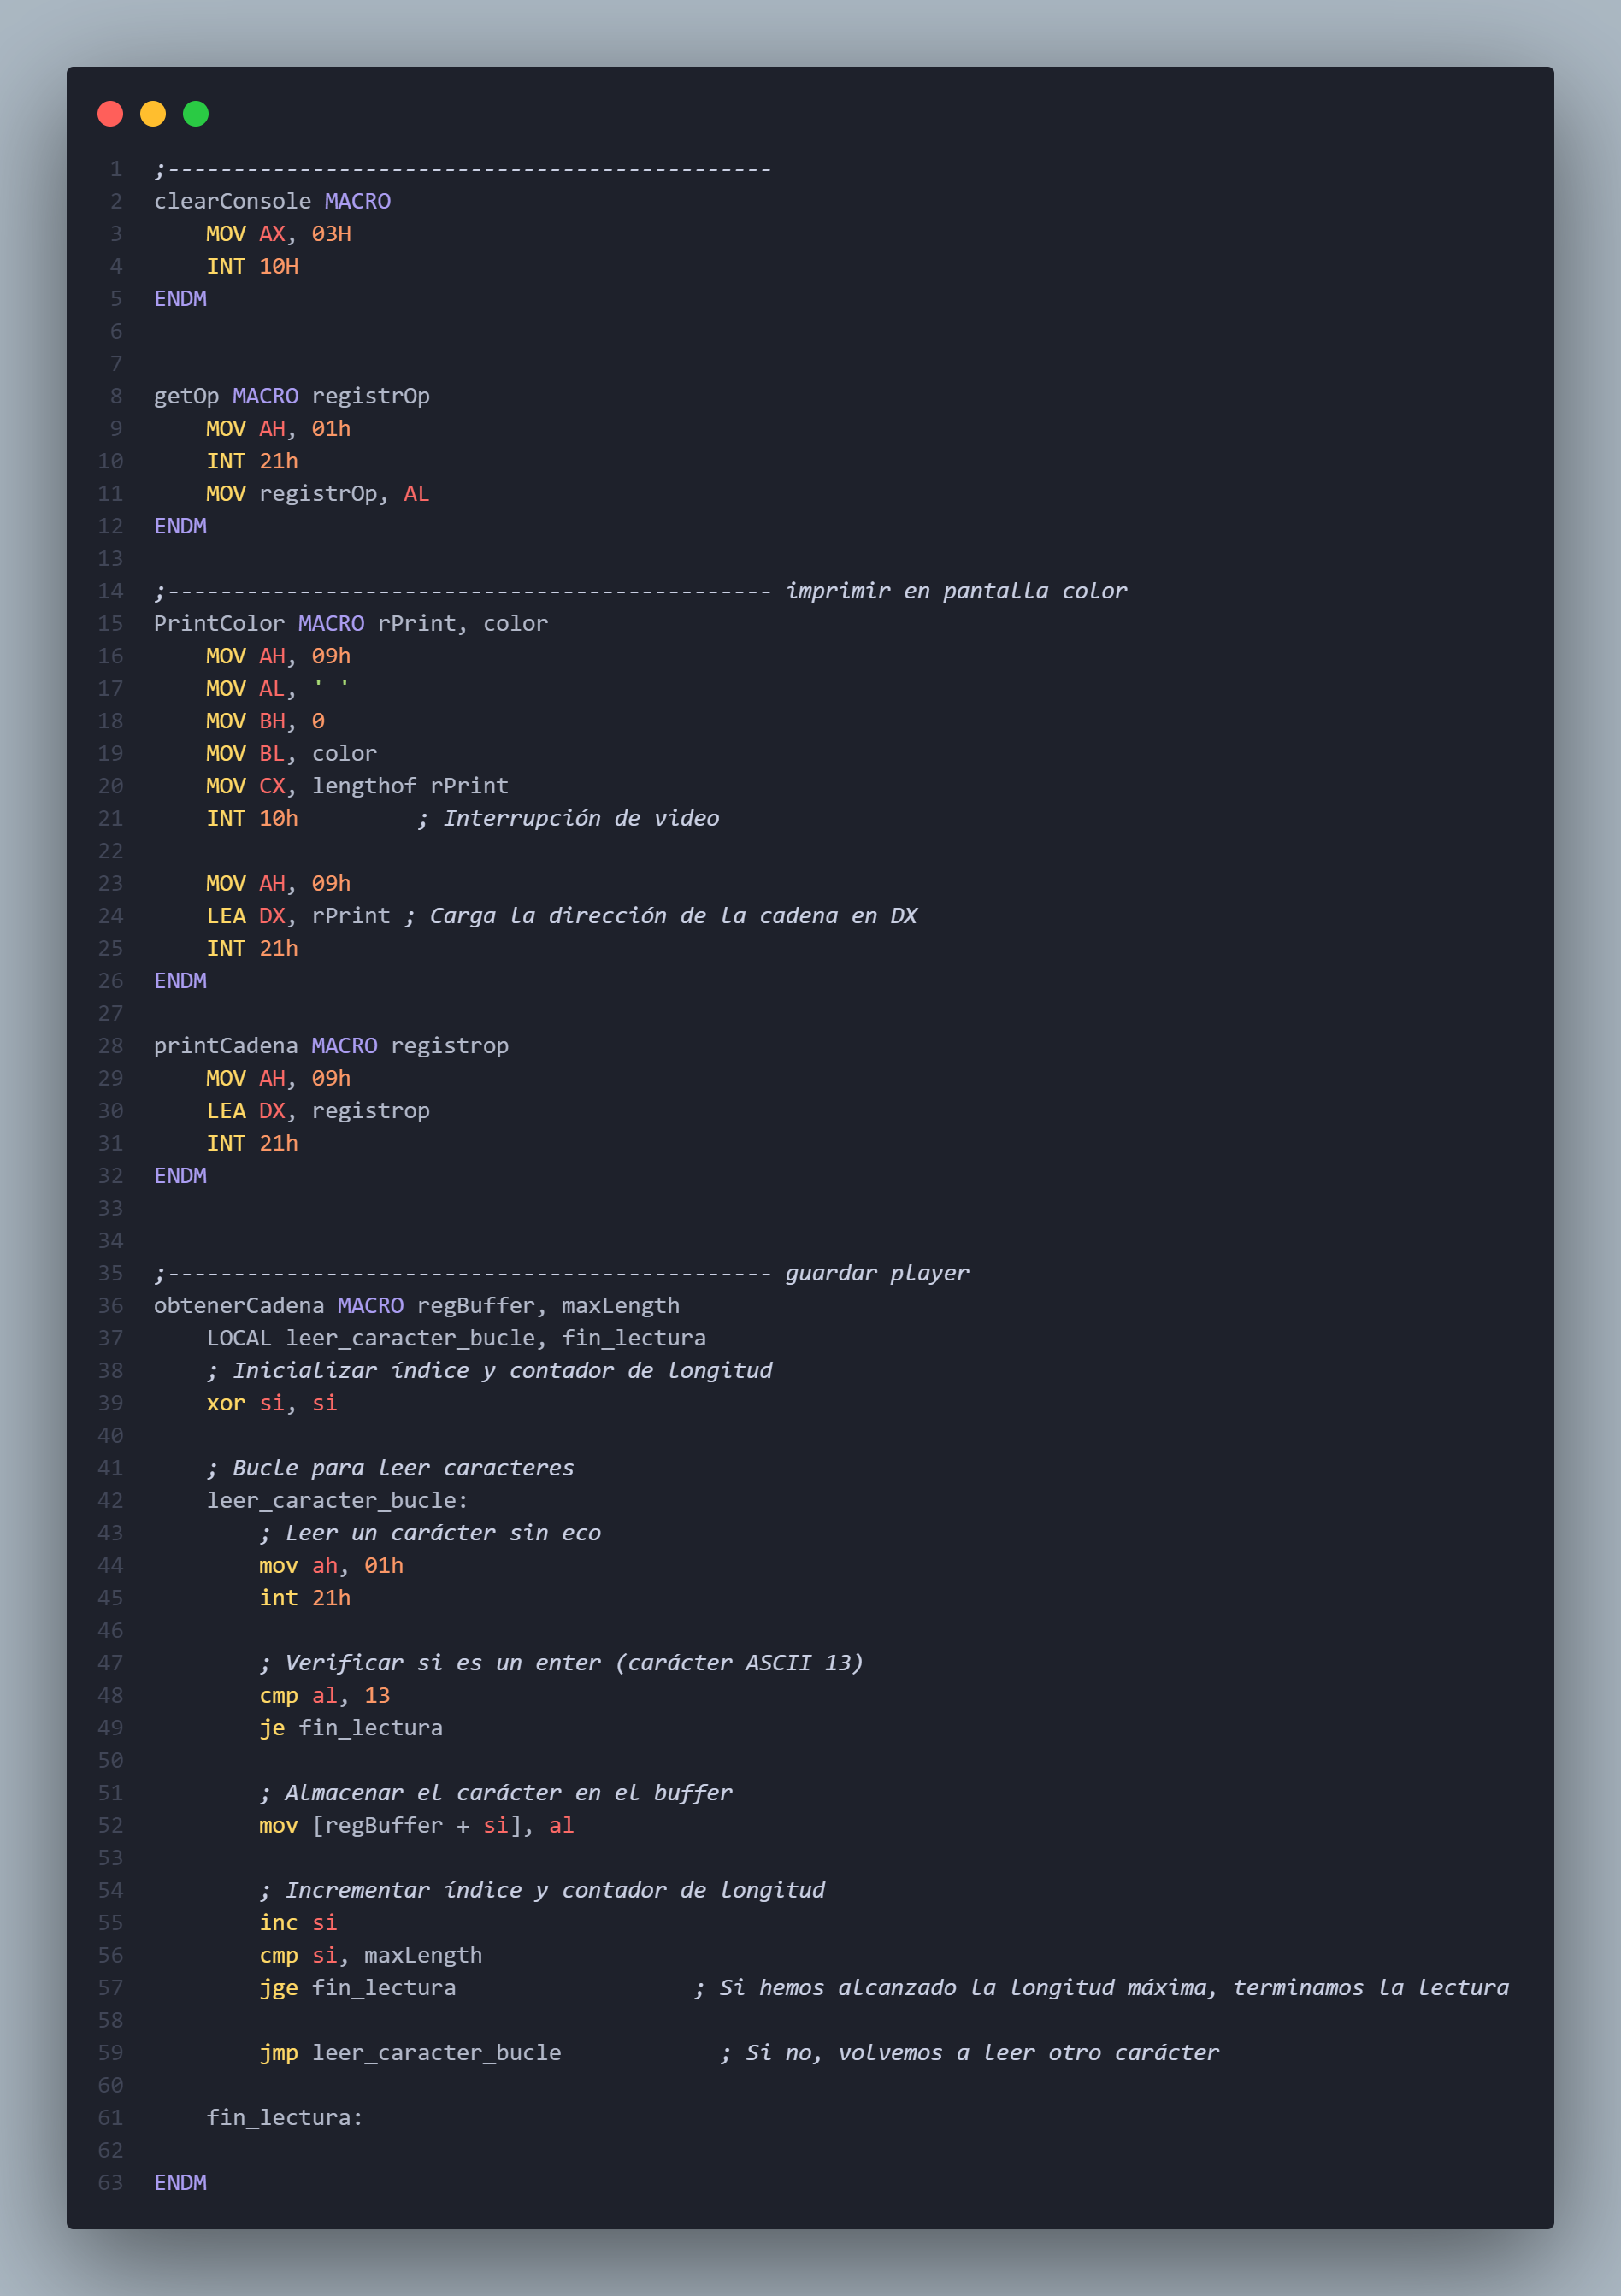 1 ;----------------------------------------------
2 clearConsole MACRO
3     MOV AX, 03H
4     INT 10H
5 ENDM
6
7
8 getOp MACRO registrOp
9     MOV AH, 01h
10     INT 21h
11     MOV registrOp, AL
12 ENDM
13
14 ;---------------------------------------------- imprimir en pantalla color
15 PrintColor MACRO rPrint, color
16     MOV AH, 09h
17     MOV AL, ' '
18     MOV BH, 0
19     MOV BL, color
20     MOV CX, lengthof rPrint
21     INT 10h         ; Interrupción de video
22
23     MOV AH, 09h
24     LEA DX, rPrint ; Carga la dirección de la cadena en DX
25     INT 21h
26 ENDM
27
28 printCadena MACRO registrop
29     MOV AH, 09h
30     LEA DX, registrop
31     INT 21h
32 ENDM
33
34
35 ;---------------------------------------------- guardar player
36 obtenerCadena MACRO regBuffer, maxLength
37     LOCAL leer_caracter_bucle, fin_lectura
38     ; Inicializar índice y contador de longitud
39     xor si, si
40
41     ; Bucle para leer caracteres
42     leer_caracter_bucle:
43         ; Leer un carácter sin eco
44         mov ah, 01h
45         int 21h
46
47         ; Verificar si es un enter (carácter ASCII 13)
48         cmp al, 13
49         je fin_lectura
50
51         ; Almacenar el carácter en el buffer
52         mov [regBuffer + si], al
53
54         ; Incrementar índice y contador de longitud
55         inc si
56         cmp si, maxLength
57         jge fin_lectura                  ; Si hemos alcanzado la longitud máxima, terminamos la lectura
58
59         jmp leer_caracter_bucle            ; Si no, volvemos a leer otro carácter
60
61     fin_lectura:
62
63 ENDM